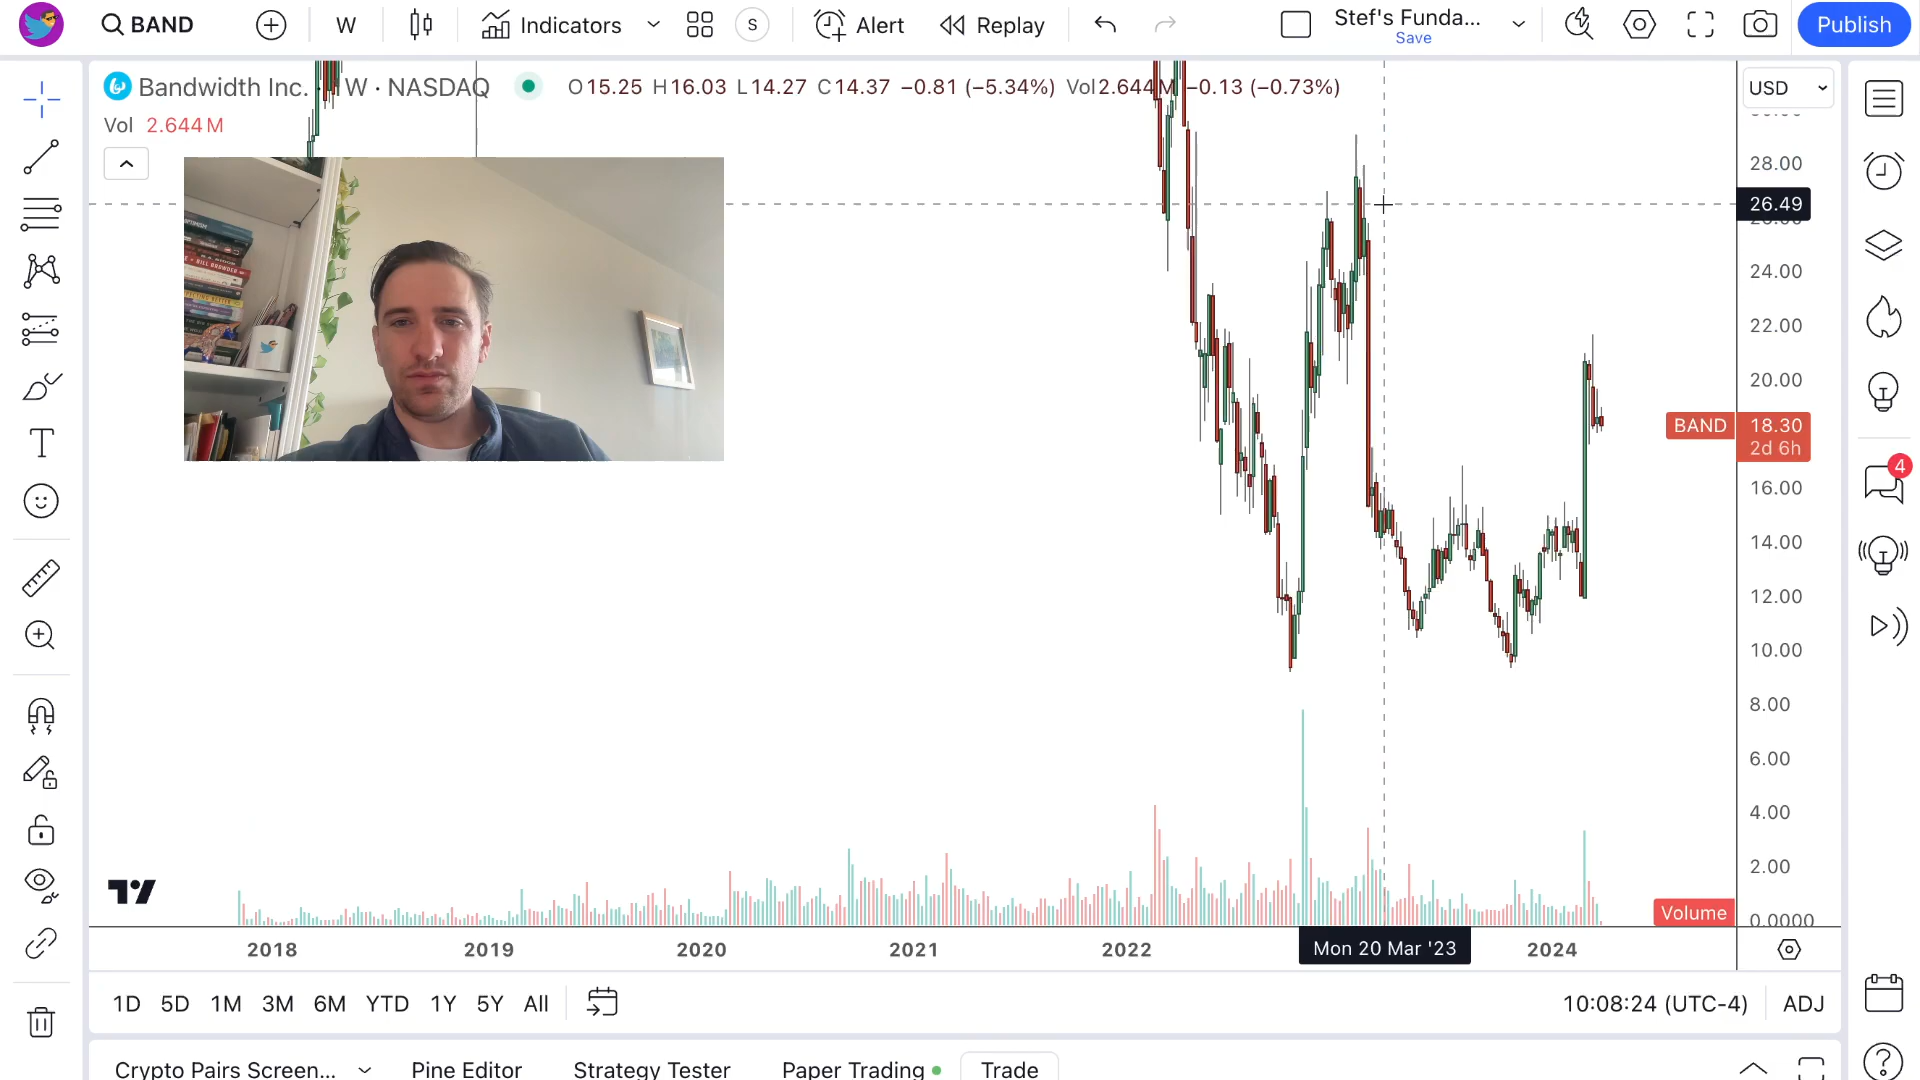 BAND
W
Indicators
S
Alert
Replay
Stef's Funda...
Save
Publish
Bandwidth Inc. · 1W · NASDAQ
O15.25 H16.03 L14.27 C14.37 −0.81 (−5.34%) Vol2.644M −0.13 (−0.73%)
Vol 2.644M
USD
28.00
26.49
24.00
22.00
20.00
BAND 18.30
2d 6h
16.00
14.00
12.00
10.00
8.00
6.00
4.00
2.00
Volume
0.0000
4
BILL BROWDER
2018 2019 2020 2021 2022 Mon 20 Mar '23 2024
1D 5D 1M 3M 6M YTD 1Y 5Y All
10:08:24 (UTC-4) ADJ
Crypto Pairs Screen... Pine Editor Strategy Tester Paper Trading Trade